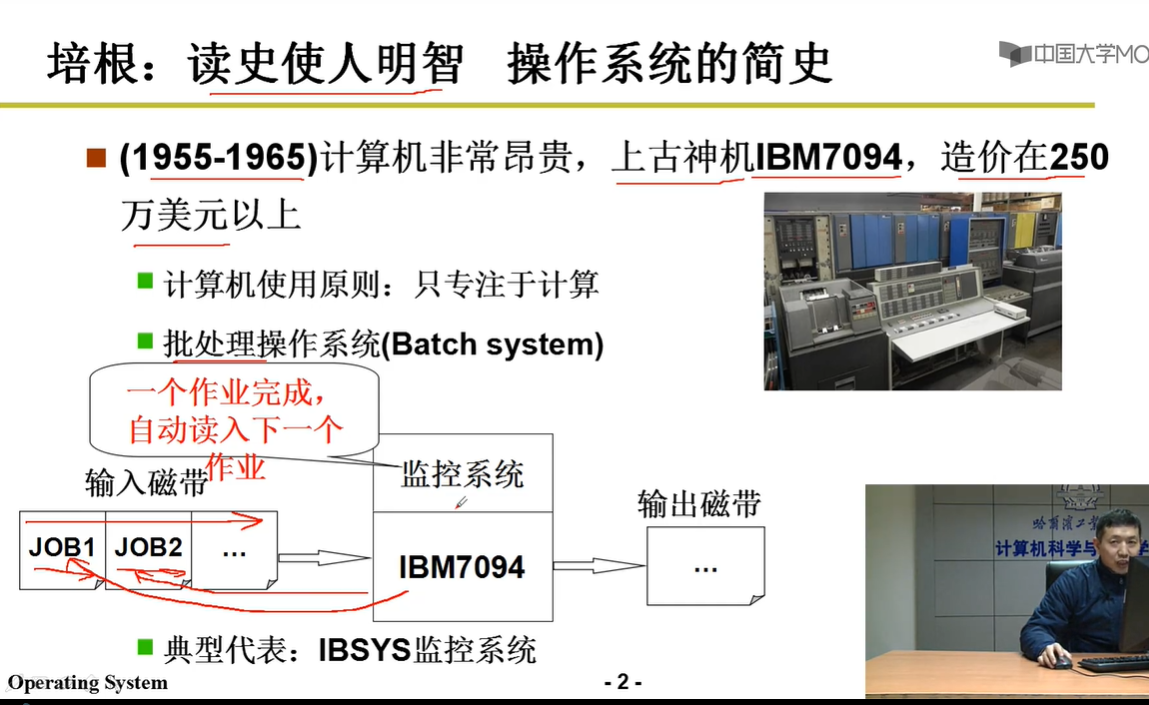 培根：读史使人明智 操作系统的简史
中国大学MO
(1955-1965)计算机非常昂贵，上古神机IBM7094，造价在250
万美元以上
计算机使用原则：只专注于计算
批处理操作系统(Batch system)
一个作业完成，
自动读入下一个
作业
输入磁带
监控系统
输出磁带
JOB1 JOB2 ...
IBM7094
...
典型代表：IBSYS监控系统
哈尔滨工业
计算机科学与
学
Operating System
- 2 -